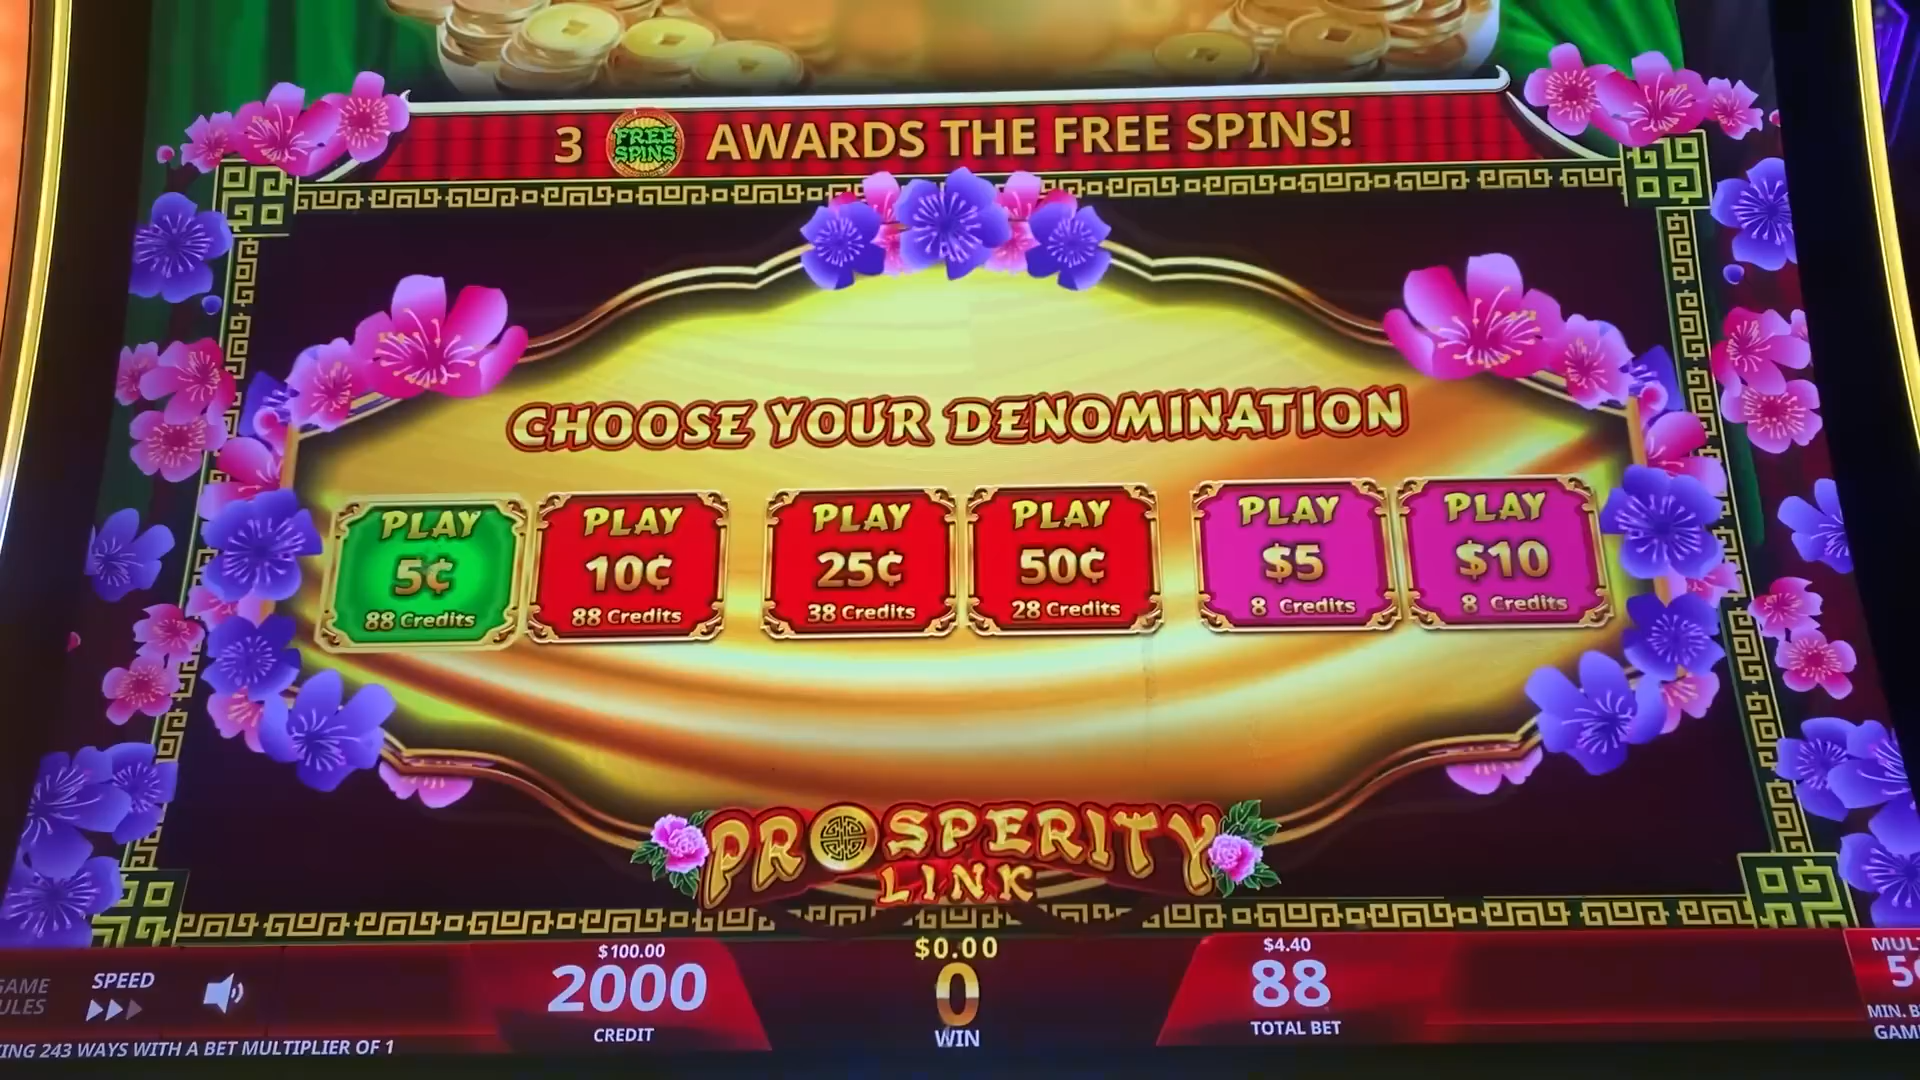 3 FREE SPINS AWARDS THE FREE SPINS!
CHOOSE YOUR DENOMINATION
PLAY 5¢ 88 Credits
PLAY 10¢ 88 Credits
PLAY 25¢ 38 Credits
PLAY 50¢ 28 Credits
PLAY $5 8 Credits
PLAY $10 8 Credits
PROSPERITY
LINK
SPEED
$100.00
2000
CREDIT
$0.00
0
WIN
$4.40
88
TOTAL BET
MIN.
243 WAYS WITH A BET MULTIPLIER OF 1